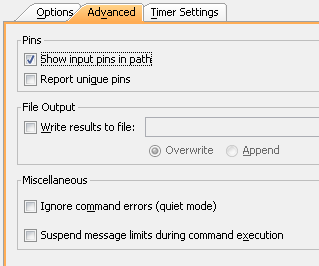 Options Advanced Timer Settings
Pins
Show input pins in path
Report unique pins
File Output
Write results to file:
Overwrite Append
Miscellaneous
Ignore command errors (quiet mode)
Suspend message limits during command execution